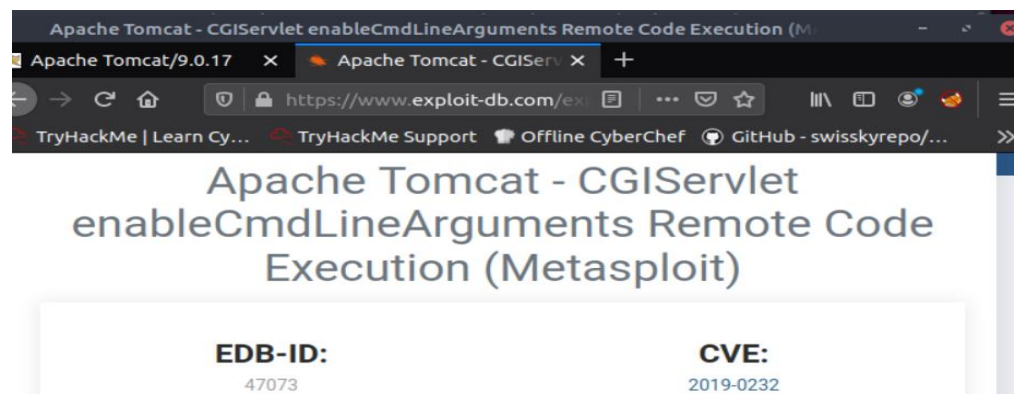 Apache Tomcat - CGIServlet enableCmdLineArguments Remote Code Execution (M
Apache Tomcat/9.0.17 Apache Tomcat - CGIServ
https://www.exploit-db.com/ex
TryHackMe | Learn Cy... TryHackMe Support Offline CyberChef GitHub - swisskyrepo/...
Apache Tomcat - CGIServlet
enableCmdLineArguments Remote Code
Execution (Metasploit)
EDB-ID: CVE:
47073 2019-0232